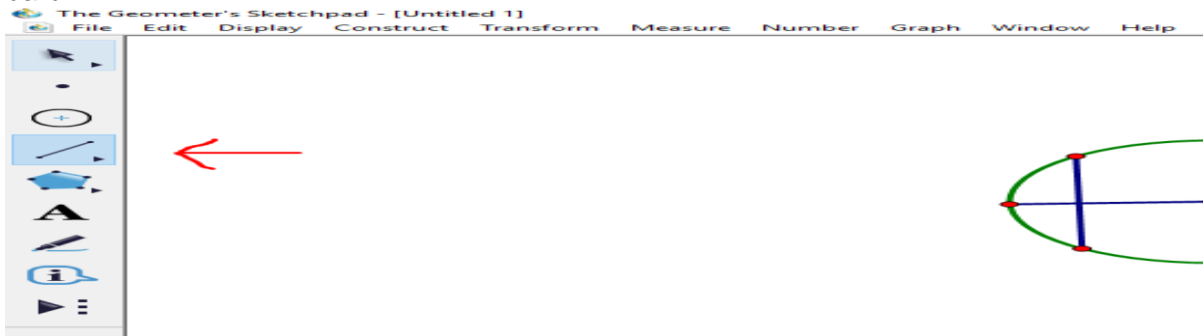 The Geometer's Sketchpad - [Untitled 1]
File Edit Display Construct Transform Measure Number Graph Window Help
A
i